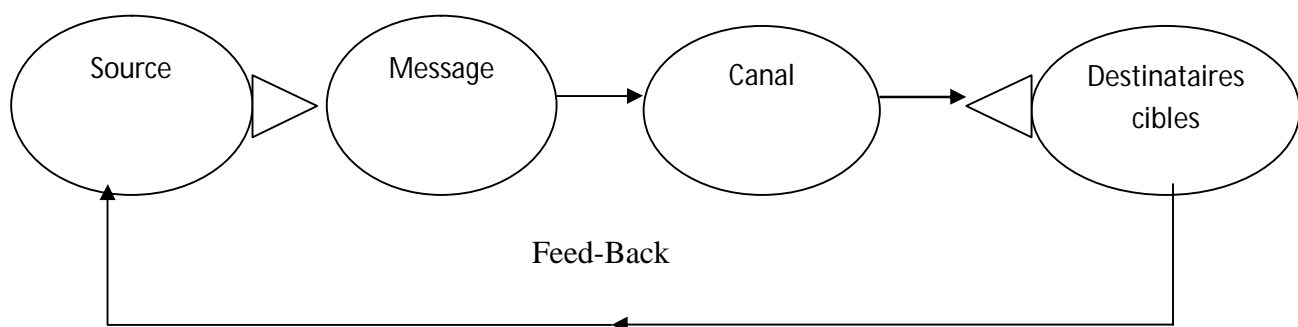 Source
Message
Canal
Destinataires
cibles
Feed-Back